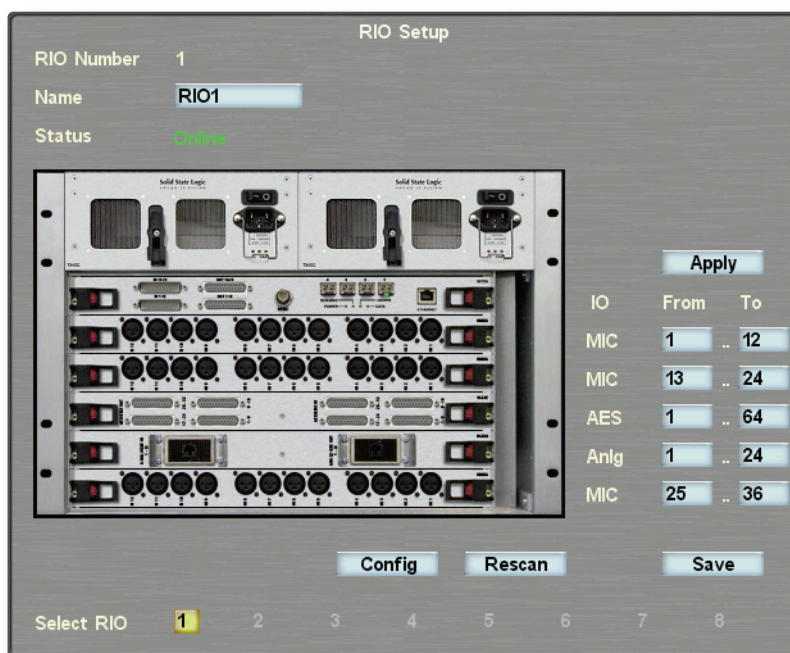 RIO Setup
RIO Number 1
Name RIO1
Status Online
Solid State Logic Solid State Logic
Apply
IO From To
MIC 1 .. 12
MIC 13 .. 24
AES 1 .. 64
Anlg 1 .. 24
MIC 25 .. 36
Config Rescan Save
Select RIO 1 2 3 4 5 6 7 8